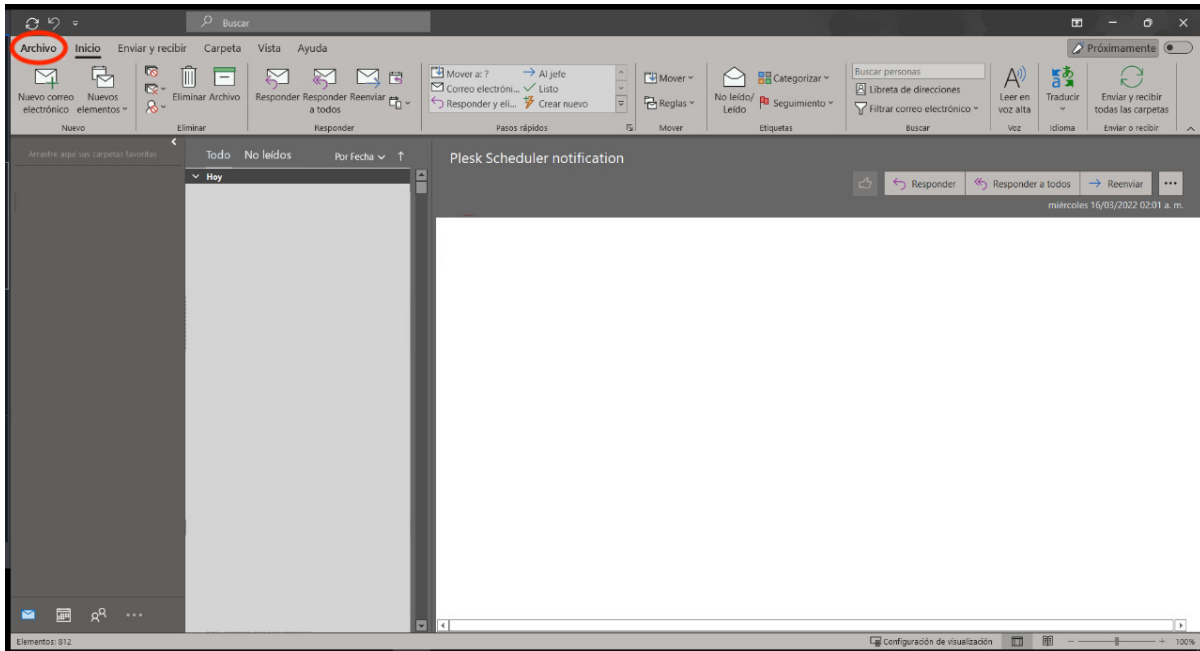 Buscar
Archivo Inicio Enviar y recibir Carpeta Vista Ayuda
Próximamente
Nuevo correo electrónico
Nuevos elementos
Eliminar Archivo
Responder Responder a todos Reenviar
Mover a: ? Al jefe
Correo electróni... Listo
Responder y eli... Crear nuevo
Mover
Reglas
No leído/ Leído
Categorizar
Seguimiento
Buscar personas
Libreta de direcciones
Filtrar correo electrónico
Leer en voz alta
Traducir
Enviar y recibir todas las carpetas
Nuevo Eliminar Responder Pasos rápidos Mover Etiquetas Buscar Voz Idioma Enviar o recibir
Arrastre aquí sus carpetas favoritas
Todo No leídos Por Fecha
Hoy
Plesk Scheduler notification
Responder Responder a todos Reenviar
miércoles 16/03/2022 02:01 a. m.
Elementos: 812
Configuración de visualización
100%